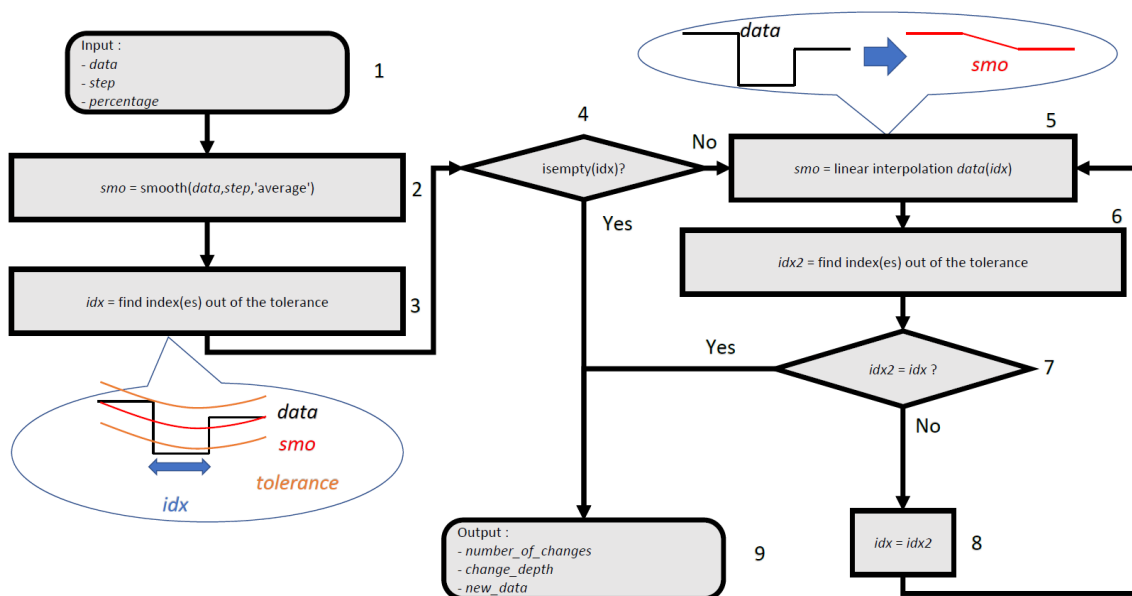 Input :
- data
- step
- percentage
1
smo = smooth(data,step,'average')
2
idx = find index(es) out of the tolerance
3
data
smo
tolerance
idx
4
isempty(idx)?
No
Yes
data
smo
5
smo = linear interpolation data(idx)
6
idx2 = find index(es) out of the tolerance
Yes
idx2 = idx ?
7
No
idx = idx2
8
Output :
- number_of_changes
- change_depth
- new_data
9